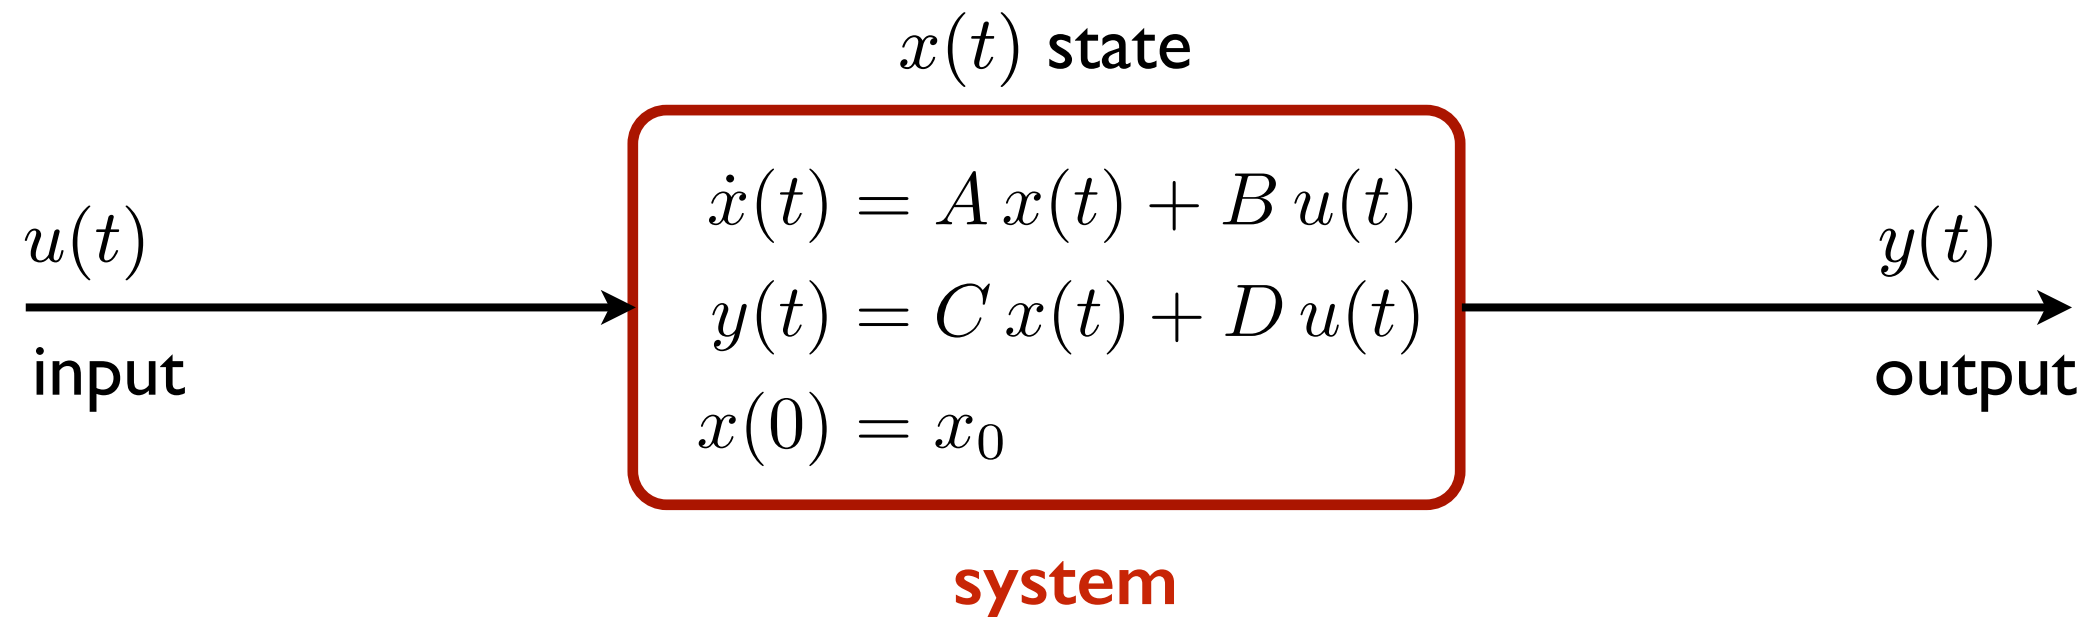 x(t) state
u(t)
input
ẋ(t) = A x(t) + B u(t)
y(t) = C x(t) + D u(t)
x(0) = x₀
y(t)
output
system